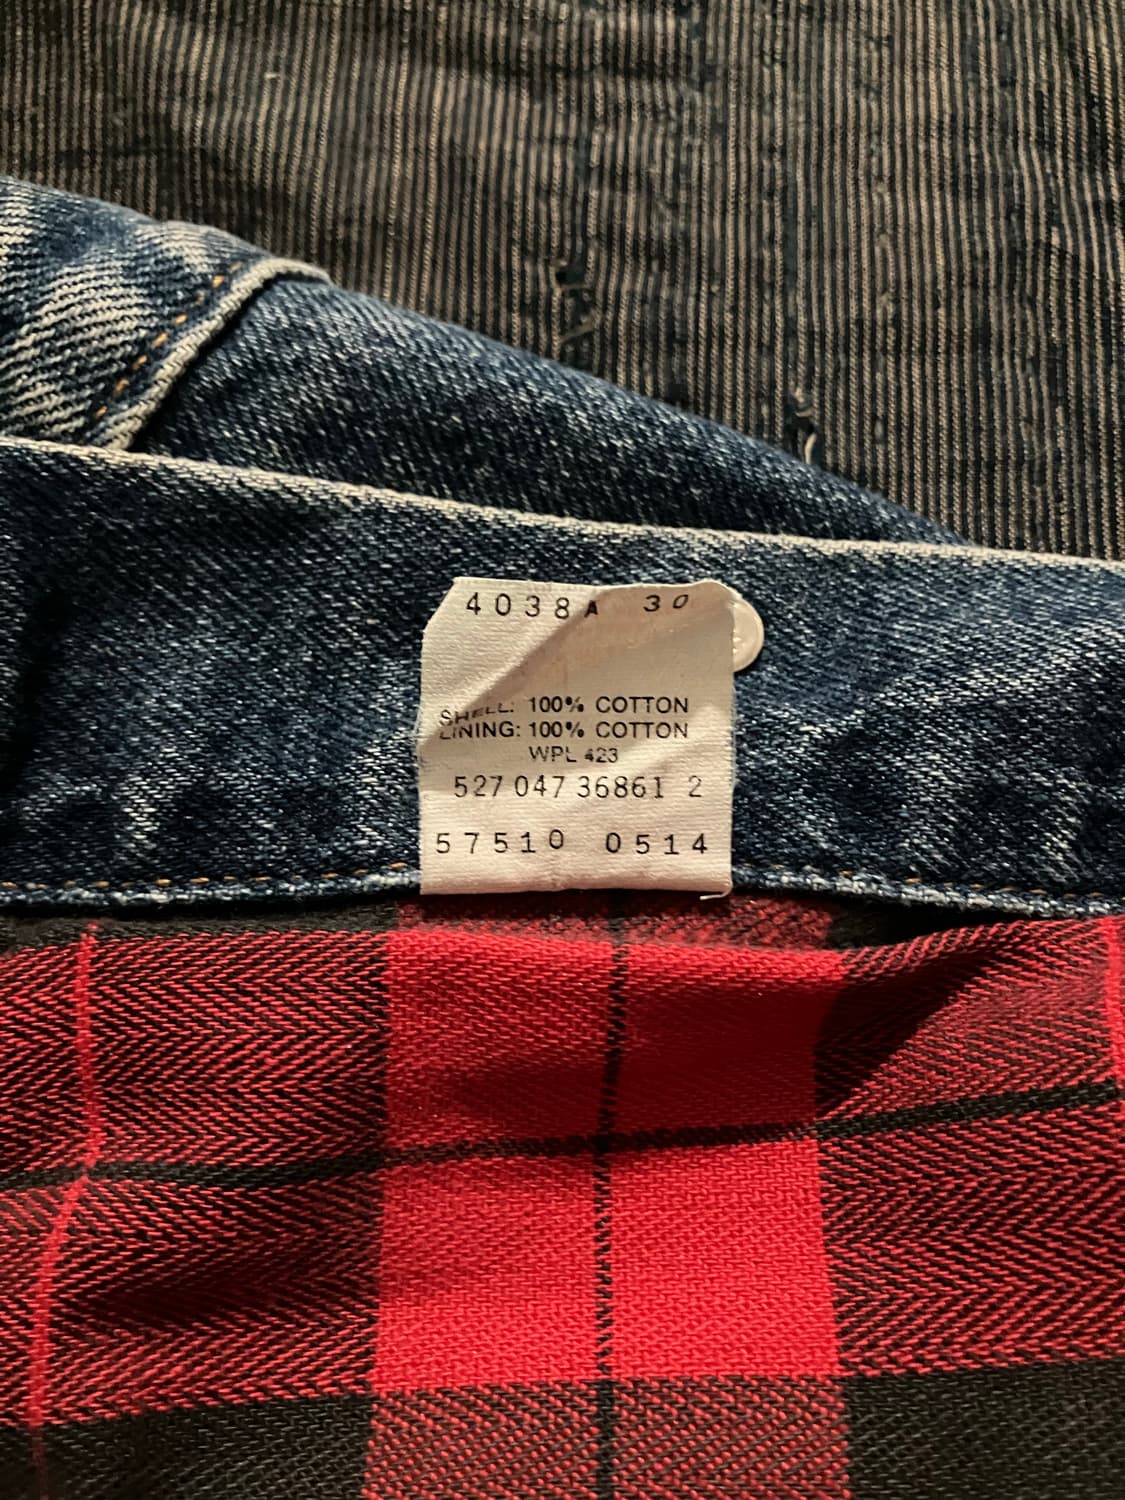 4038A 30
SHELL: 100% COTTON
LINING: 100% COTTON
WPL 423
527 047 36861 2
57510 0514